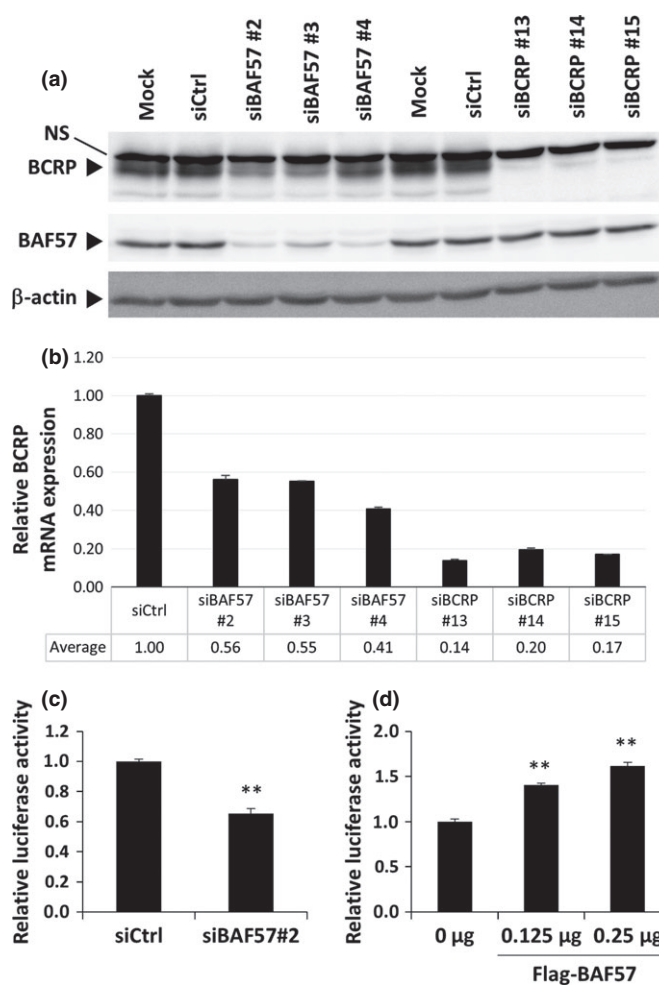 (a)
Mock
siCtrl
siBAF57 #2
siBAF57 #3
siBAF57 #4
Mock
siCtrl
siBCRP #13
siBCRP #14
siBCRP #15
NS
BCRP
BAF57
β-actin
(b)
Relative BCRP
mRNA expression
1.20
1.00
0.80
0.60
0.40
0.20
0.00
siCtrl
siBAF57
#2
siBAF57
#3
siBAF57
#4
siBCRP
#13
siBCRP
#14
siBCRP
#15
Average 1.00 0.56 0.55 0.41 0.14 0.20 0.17
(c)
Relative luciferase activity
1.2
1.0
0.8
0.6
0.4
0.2
0.0
**
siCtrl siBAF57#2
(d)
Relative luciferase activity
2.0
1.5
1.0
0.5
0.0
**
**
0 µg 0.125 µg 0.25 µg
Flag-BAF57